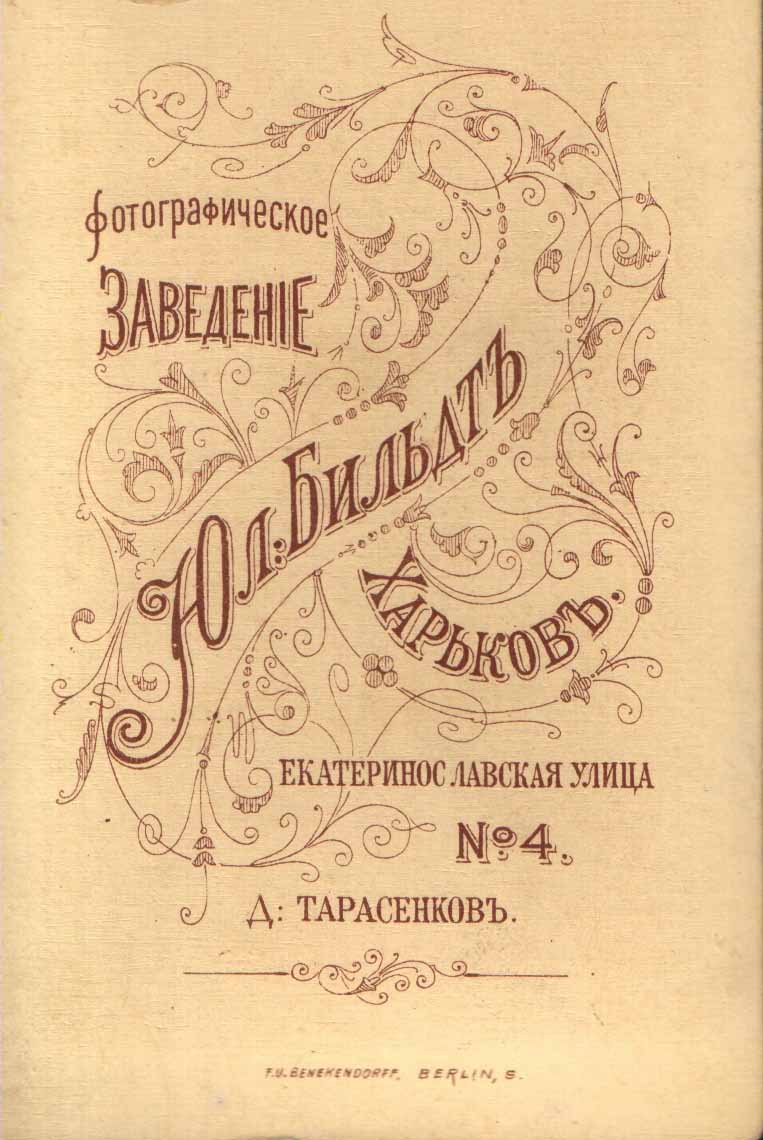 фотографическое
ЗАВЕДЕНІЕ
Юл: Бильдтъ
ХАРЬКОВЪ.
ЕКАТЕРИНОСЛАВСКАЯ УЛИЦА
№ 4.
Д: ТАРАСЕНКОВЪ.
F.U. BENEKENDORFF. BERLIN, S.